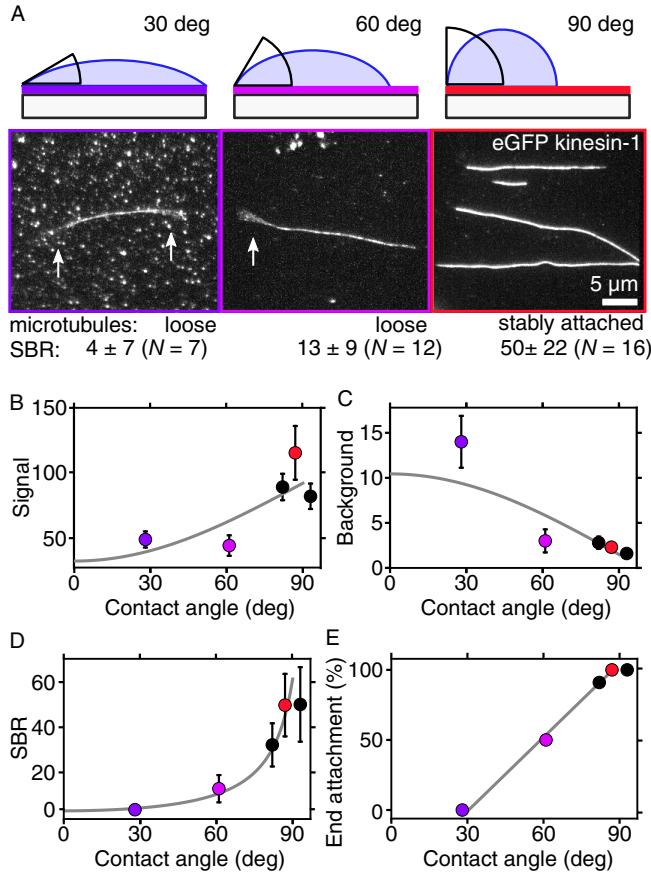 A
30 deg 60 deg 90 deg
eGFP kinesin-1
5 µm
microtubules: loose loose stably attached
SBR: 4 ± 7 (N = 7) 13 ± 9 (N = 12) 50± 22 (N = 16)
B
150
100
50
Signal
0 30 60 90
Contact angle (deg)
C
15
10
5
0
Background
0 30 60 90
Contact angle (deg)
D
60
40
20
0
SBR
0 30 60 90
Contact angle (deg)
E
100
50
0
End attachment (%)
0 30 60 90
Contact angle (deg)